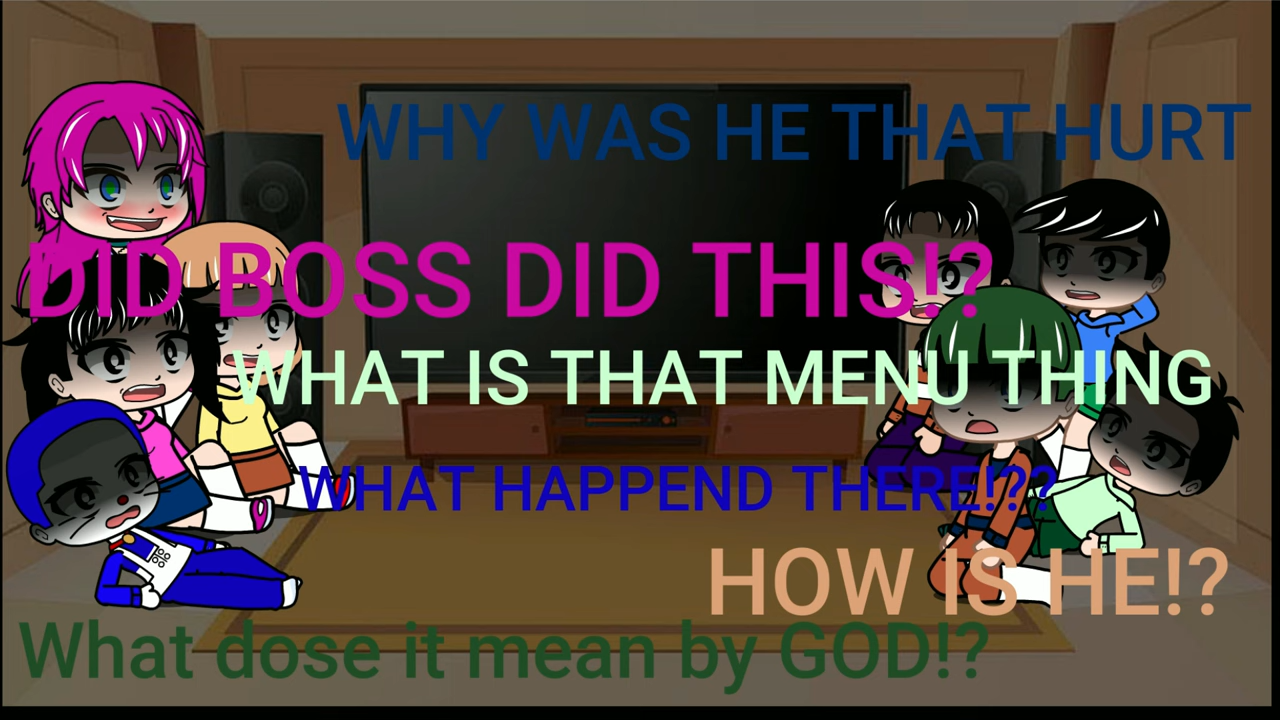 WHY WAS HE THAT HURT
DID BOSS DID THIS!?
WHAT IS THAT MENU THING
WHAT HAPPEND THERE!??
HOW IS HE!?
What dose it mean by GOD!?